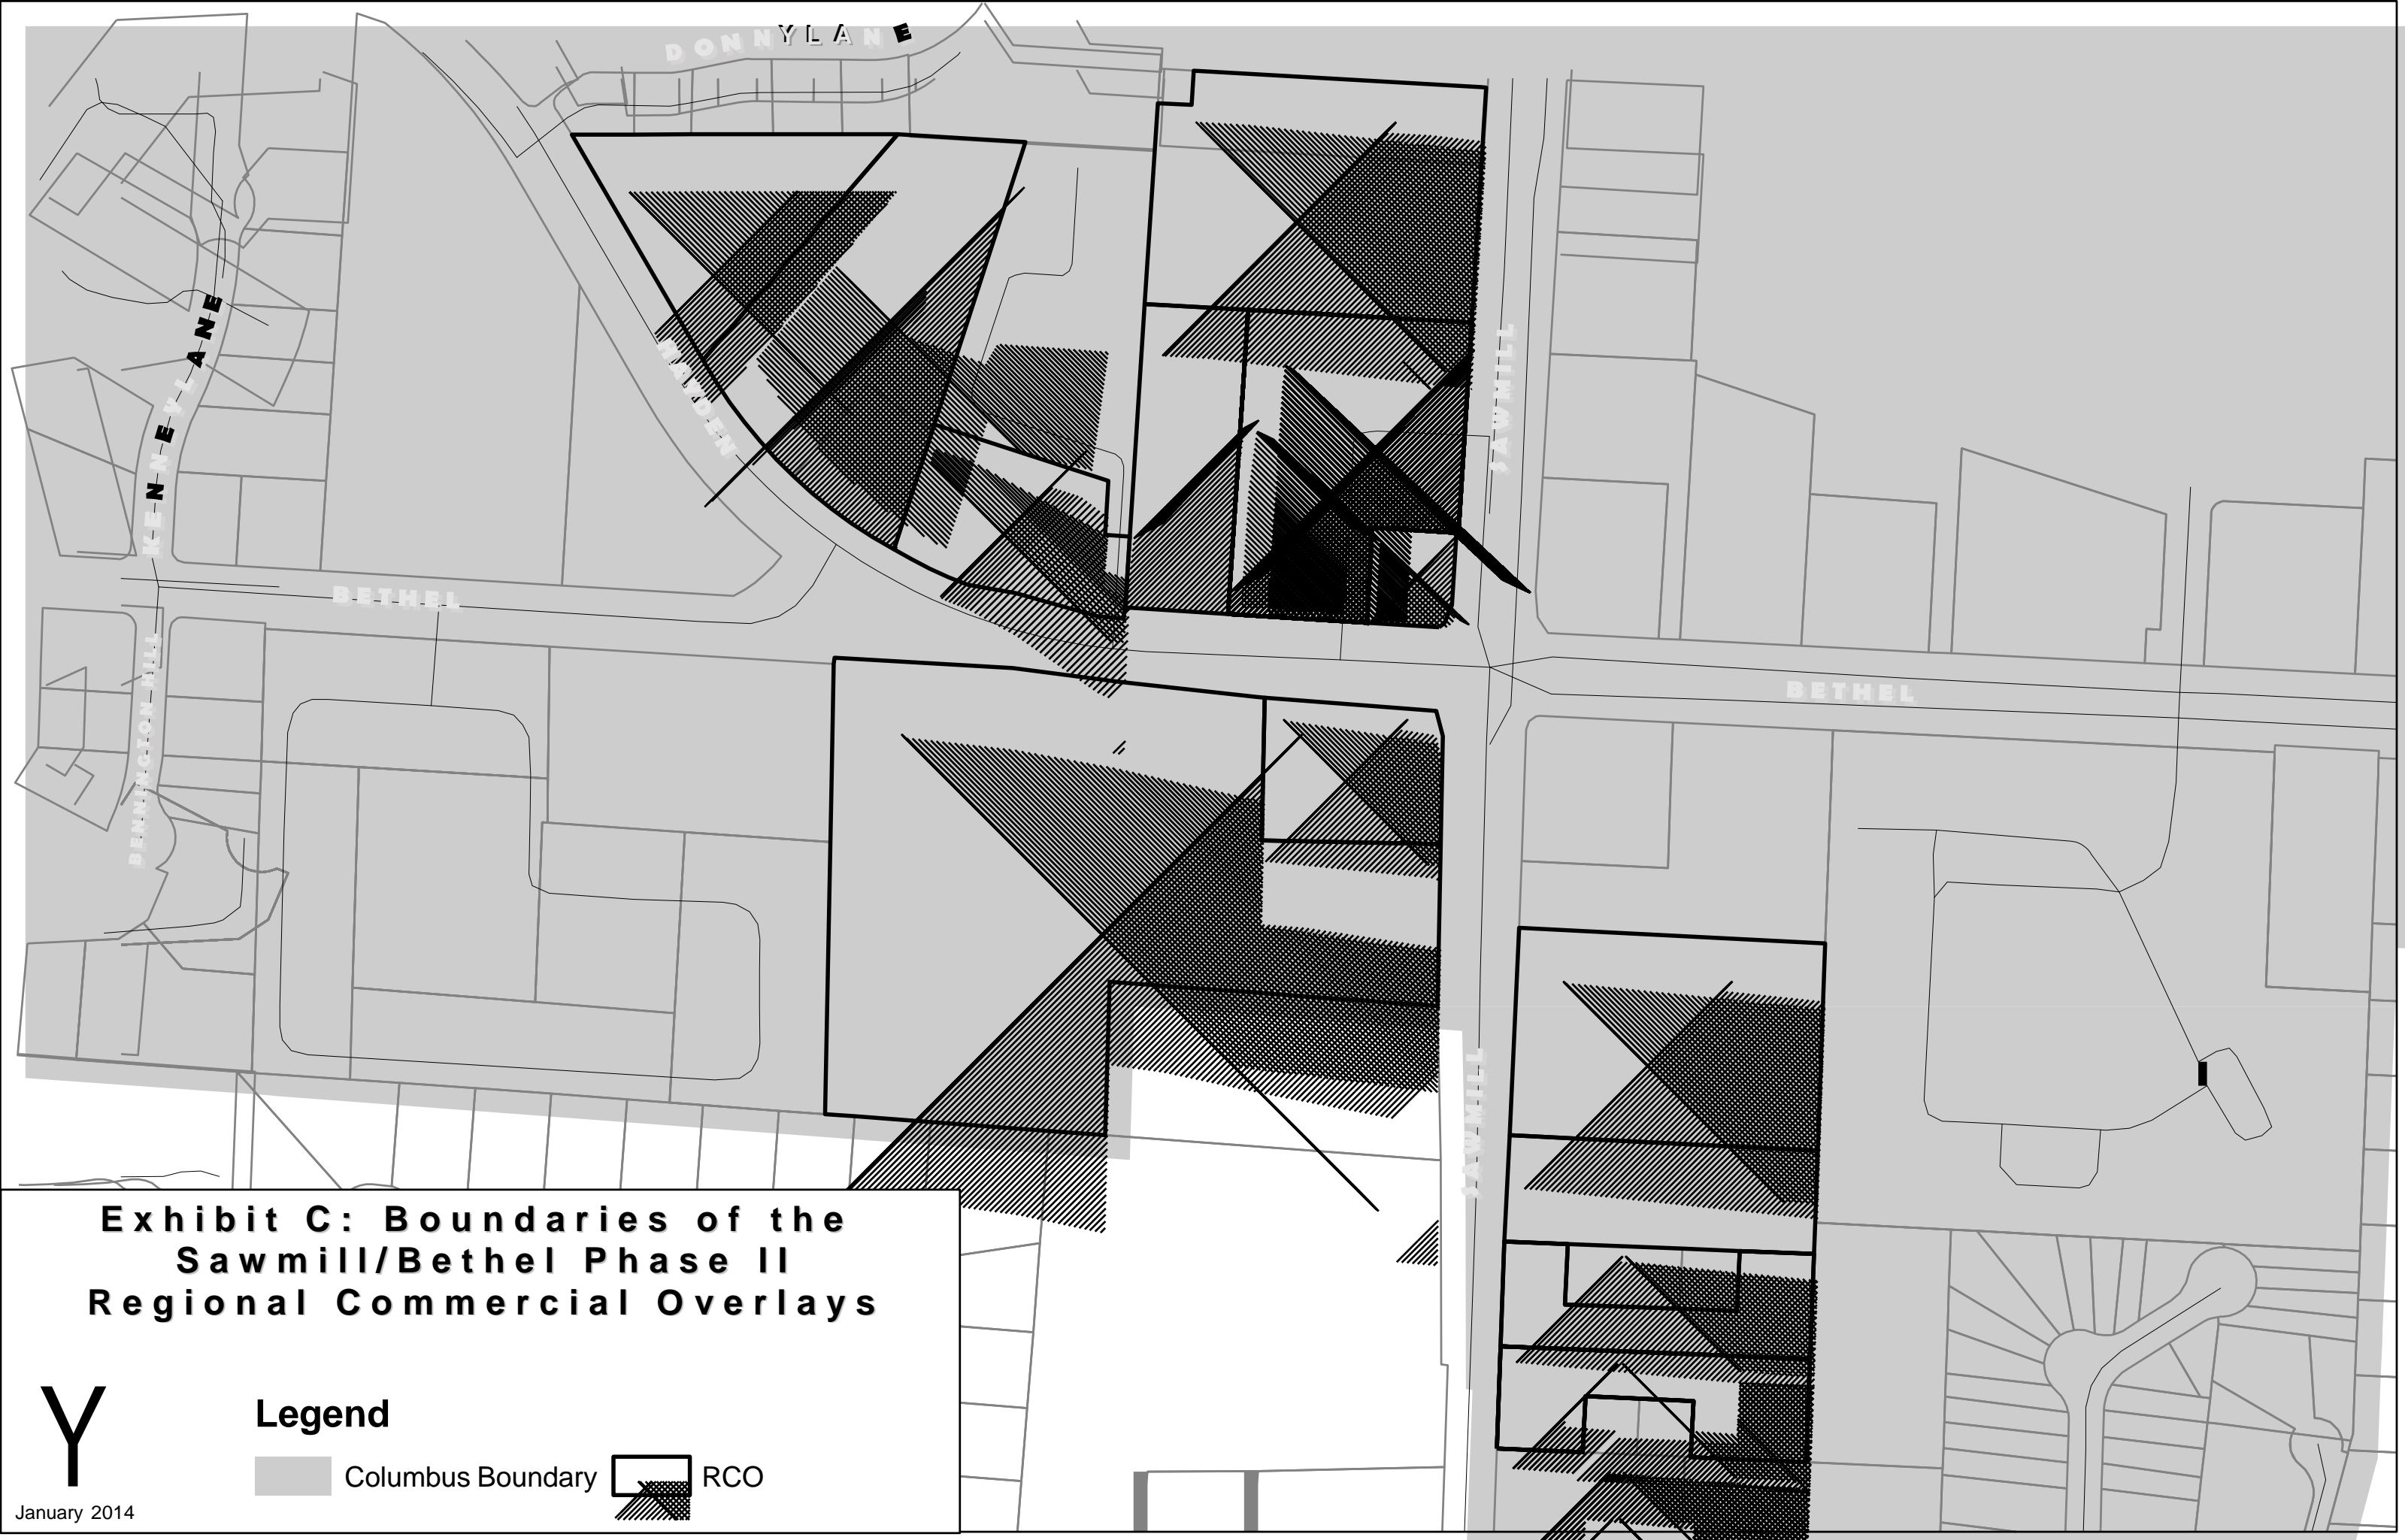 DONNYLANE
KENNEYLANE
HAYDEN
SAWMILL
BETHEL
BENNINGTON HILL
BETHEL
SAWMILL
Exhibit C: Boundaries of the
Sawmill/Bethel Phase II
Regional Commercial Overlays
Y
Legend
Columbus Boundary RCO
January 2014